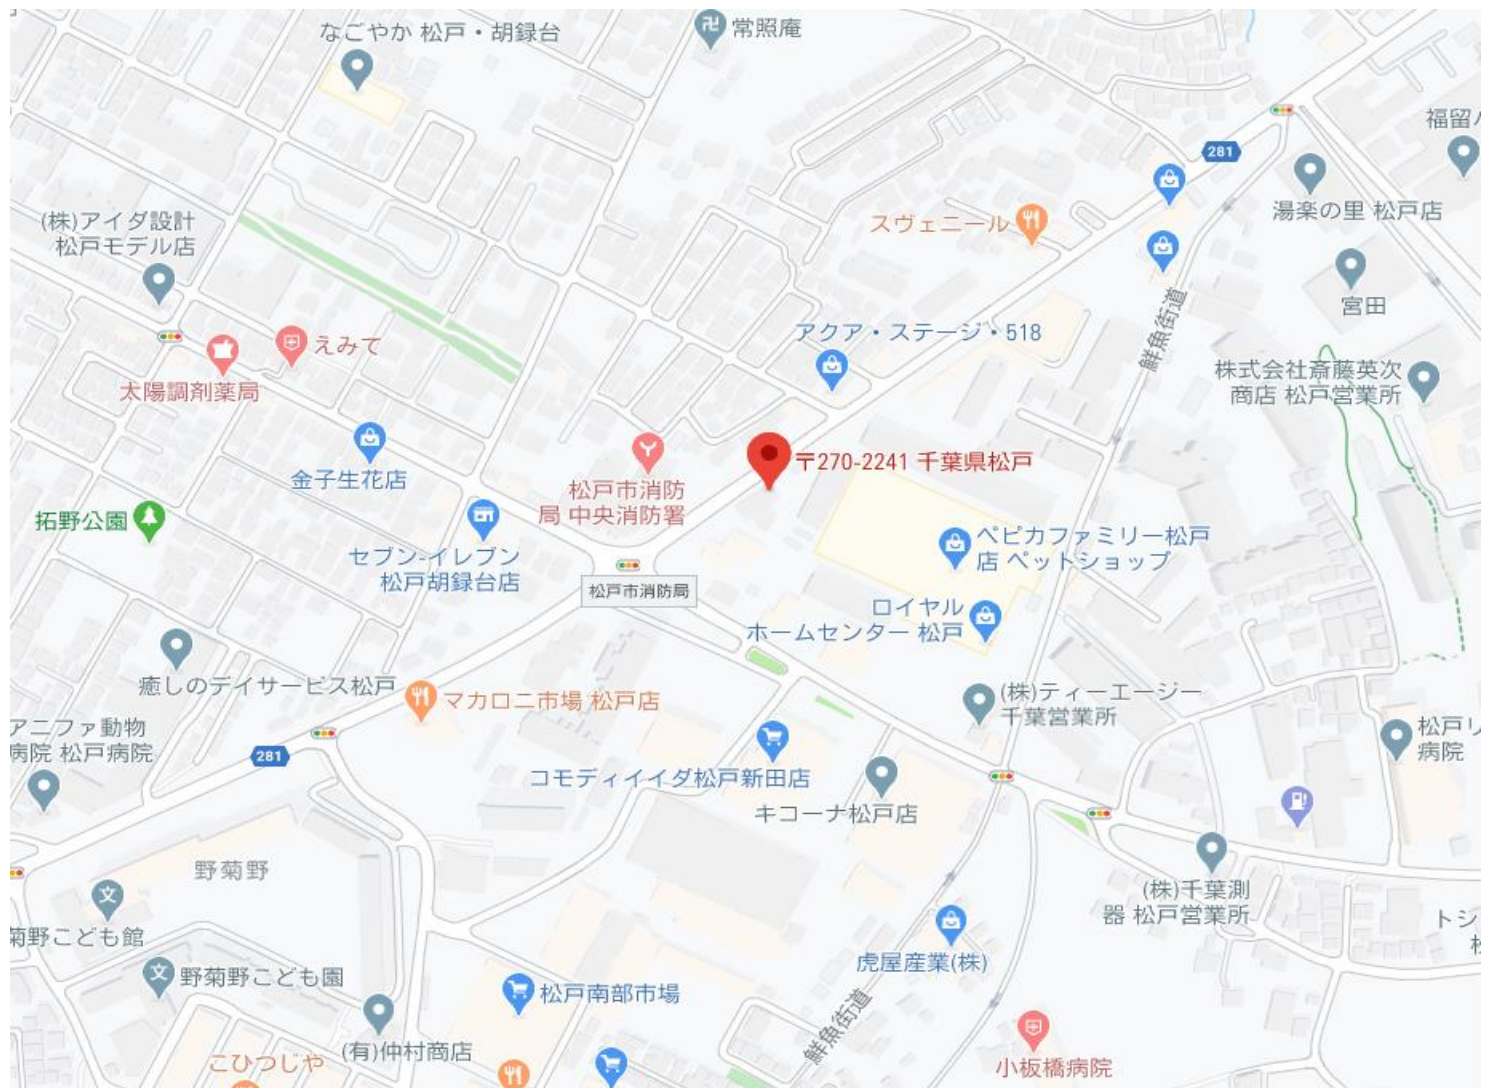 なごやか 松戸・胡録台
卍 常照庵
281
福留ハ
(株)アイダ設計
松戸モデル店
スヴェニール
湯楽の里 松戸店
宮田
鮮魚街道
えみて
太陽調剤薬局
アクア・ステージ・518
株式会社斎藤英次
商店 松戸営業所
金子生花店
〒270-2241 千葉県松戸
松戸市消防
局 中央消防署
拓野公園
セブン-イレブン
松戸胡録台店
ペピカファミリー松戸
店 ペットショップ
松戸市消防局
ロイヤル
ホームセンター 松戸
癒しのデイサービス松戸
マカロニ市場 松戸店
(株)ティーエージー
千葉営業所
アニファ動物
病院 松戸病院
281
松戸リ
病院
コモディイイダ松戸新田店
キコーナ松戸店
野菊野
文
菊野こども館
(株)千葉測
器 松戸営業所
トシ
松
虎屋産業(株)
文
野菊野こども園
松戸南部市場
鮮魚街道
(有)仲村商店
こひつじや
小板橋病院